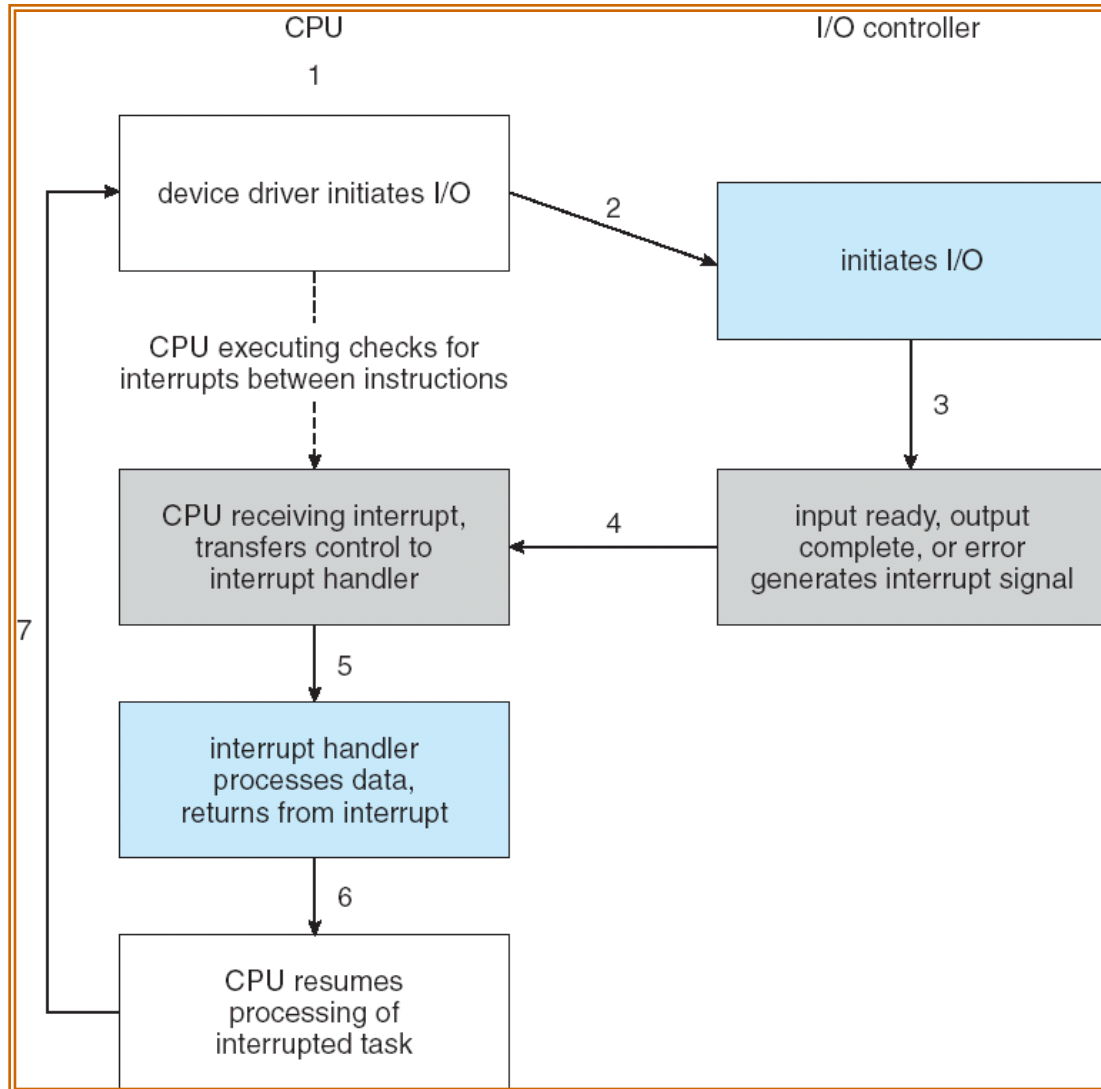 CPU
I/O controller
1
device driver initiates I/O
2
initiates I/O
CPU executing checks for
interrupts between instructions
3
CPU receiving interrupt,
transfers control to
interrupt handler
4
input ready, output
complete, or error
generates interrupt signal
7
5
interrupt handler
processes data,
returns from interrupt
6
CPU resumes
processing of
interrupted task